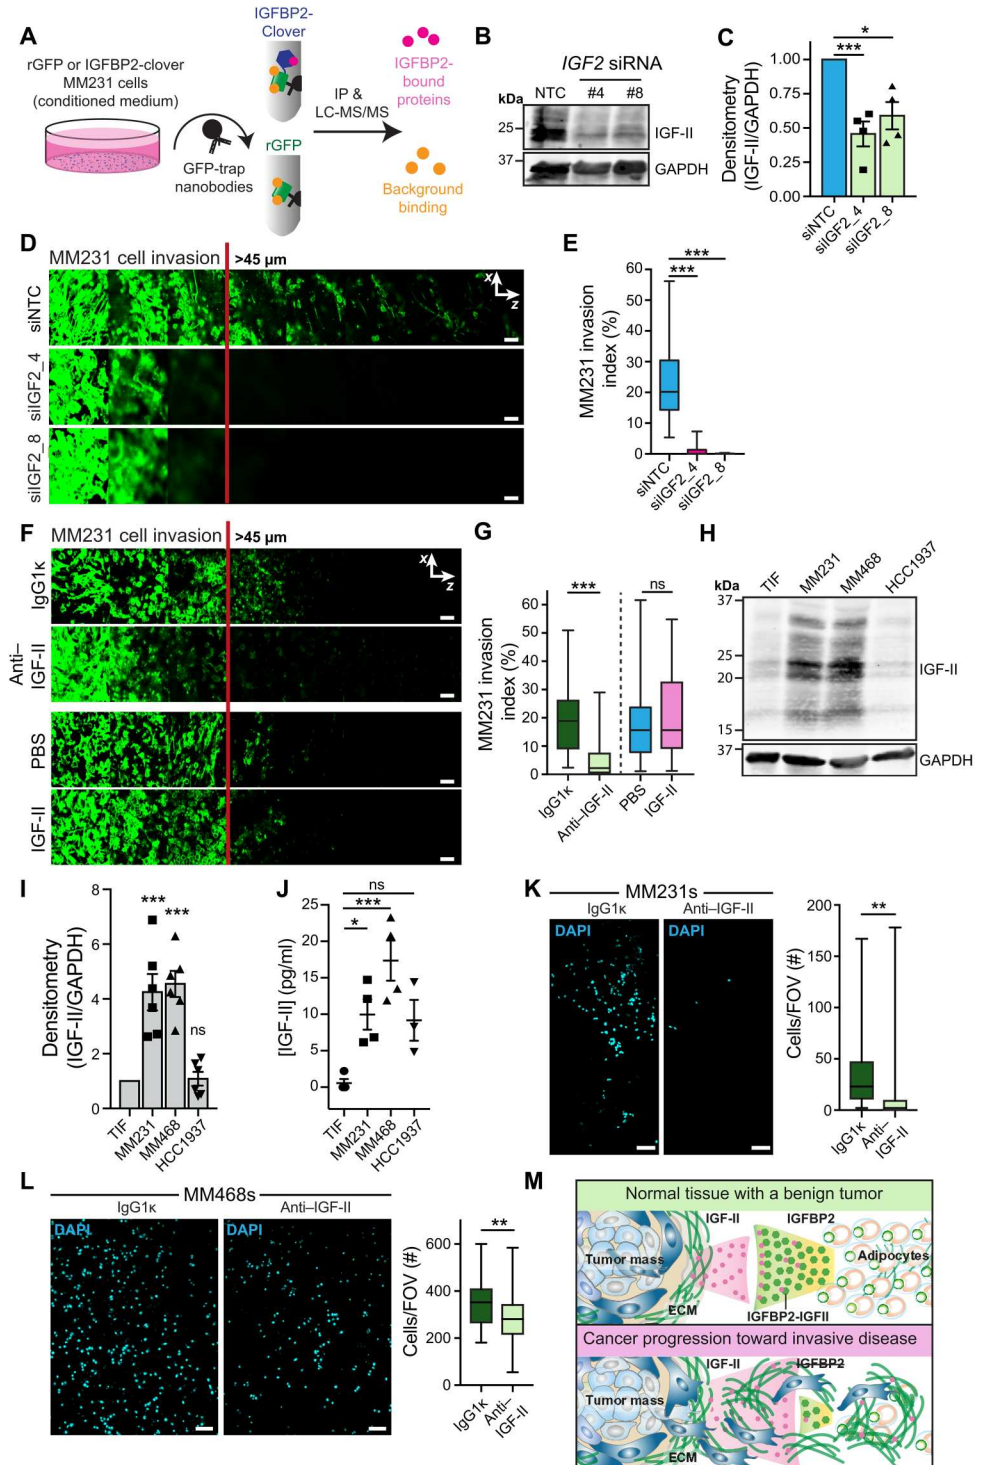 A
rGFP or IGFBP2-clover
MM231 cells
(conditioned medium)
GFP-trap
nanobodies
IGFBP2-
Clover
rGFP
IP &
LC-MS/MS
IGFBP2-
bound
proteins
Background
binding
B
IGF2 siRNA
kDa
NTC
#4
#8
25
37
IGF-II
GAPDH
C
Densitometry
(IGF-II/GAPDH)
1.00
0.75
0.50
0.25
0.00
***
*
siNTC
siIGF2_4
siIGF2_8
D
MM231 cell invasion
>45 µm
x
z
siNTC
siIGF2_4
siIGF2_8
E
MM231 invasion
index (%)
60
50
40
30
20
10
0
***
***
siNTC
siIGF2_4
siIGF2_8
F
MM231 cell invasion
>45 µm
x
z
IgG1κ
Anti–
IGF-II
PBS
IGF-II
G
MM231 invasion
index (%)
60
50
40
30
20
10
0
***
ns
IgG1κ
Anti–IGF-II
PBS
IGF-II
H
kDa
TIF
MM231
MM468
HCC1937
37
25
20
15
37
IGF-II
GAPDH
I
Densitometry
(IGF-II/GAPDH)
8
6
4
2
0
***
***
ns
TIF
MM231
MM468
HCC1937
J
[IGF-II] (pg/ml)
25
20
15
10
5
0
ns
***
*
TIF
MM231
MM468
HCC1937
K
MM231s
IgG1κ
Anti–IGF-II
DAPI
DAPI
Cells/FOV (#)
200
150
100
50
0
**
IgG1κ
Anti–
IGF-II
L
MM468s
IgG1κ
Anti–IGF-II
DAPI
DAPI
Cells/FOV (#)
600
400
200
0
**
IgG1κ
Anti–
IGF-II
M
Normal tissue with a benign tumor
IGF-II
IGFBP2
Tumor mass
Adipocytes
ECM
IGFBP2-IGFII
Cancer progression toward invasive disease
IGF-II
IGFBP2
Tumor mass
ECM